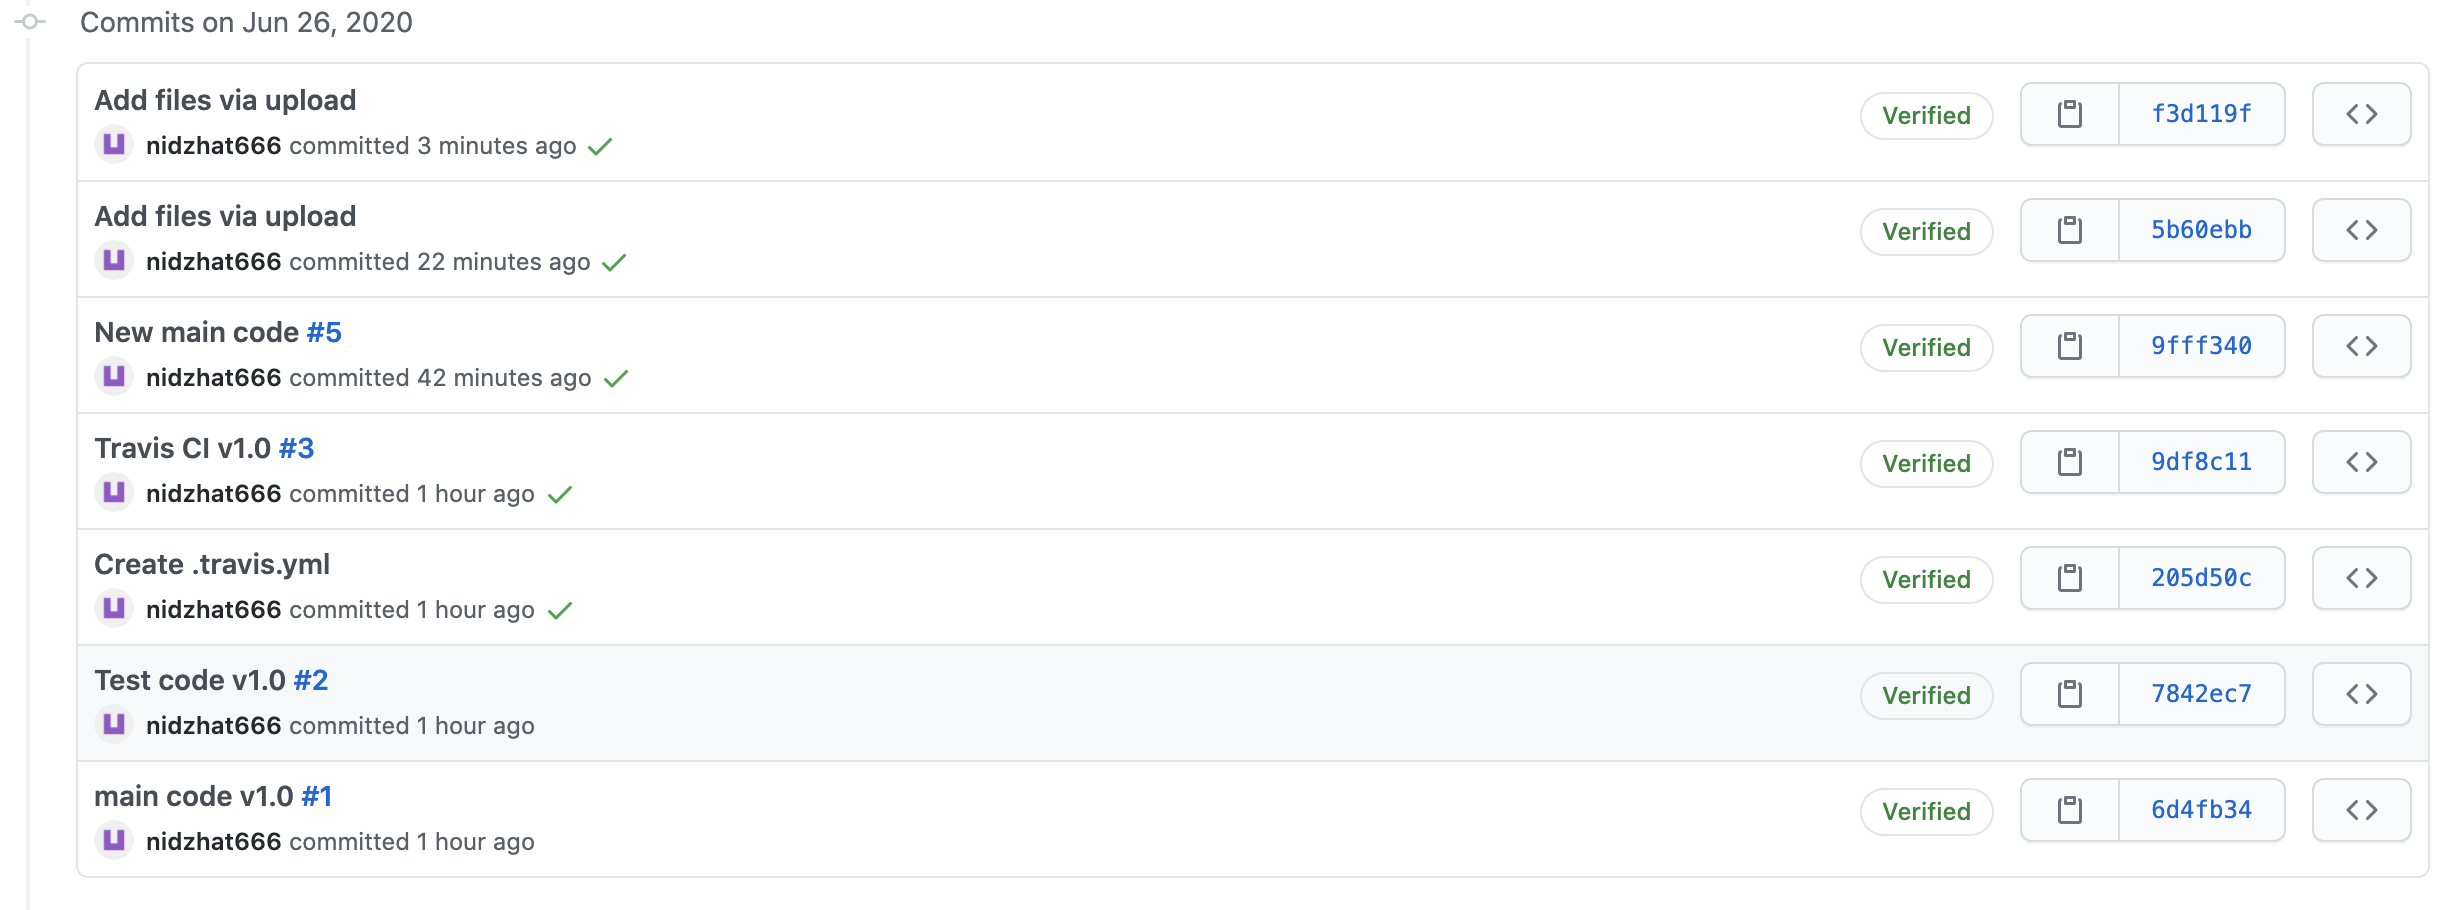 Commits on Jun 26, 2020
Add files via upload
nidzhat666 committed 3 minutes ago
Verified
f3d119f
Add files via upload
nidzhat666 committed 22 minutes ago
Verified
5b60ebb
New main code #5
nidzhat666 committed 42 minutes ago
Verified
9fff340
Travis CI v1.0 #3
nidzhat666 committed 1 hour ago
Verified
9df8c11
Create .travis.yml
nidzhat666 committed 1 hour ago
Verified
205d50c
Test code v1.0 #2
nidzhat666 committed 1 hour ago
Verified
7842ec7
main code v1.0 #1
nidzhat666 committed 1 hour ago
Verified
6d4fb34